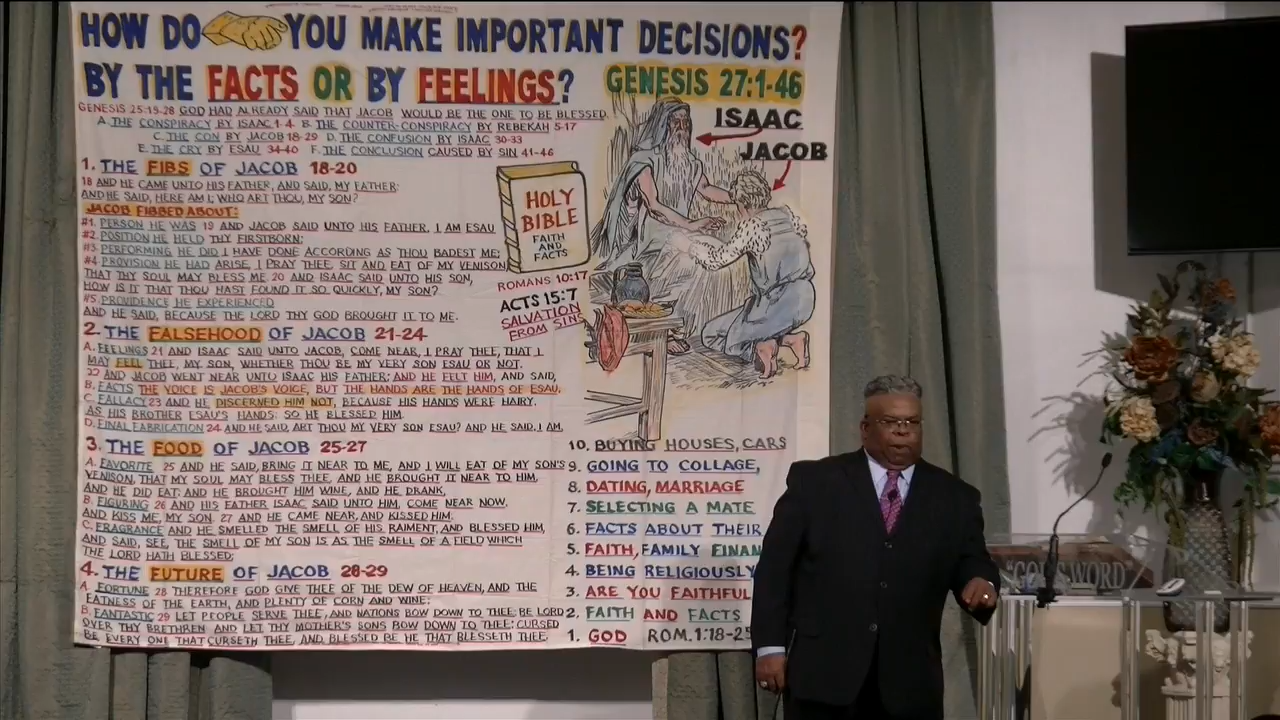 HOW DO YOU MAKE IMPORTANT DECISIONS?
BY THE FACTS OR BY FEELINGS? GENESIS 27:1-46
GENESIS 25:19-28 GOD HAD ALREADY SAID THAT JACOB WOULD BE THE ONE TO BE BLESSED.
A. THE CONSPIRACY BY ISAAC 1-4 B. THE COUNTER-CONSPIRACY BY REBEKAH 5-17
C. THE CON BY JACOB 18-29 D. THE CONFUSION BY ISAAC 30-33
E. THE CRY BY ESAU 34-40 F. THE CONCLUSION CAUSED BY SIN 41-46
ISAAC
JACOB
1. THE FIBS OF JACOB 18-20
18 AND HE CAME UNTO HIS FATHER, AND SAID, MY FATHER:
AND HE SAID, HERE AM I; WHO ART THOU, MY SON?
JACOB FIBBED ABOUT:
#1. PERSON HE WAS 19 AND JACOB SAID UNTO HIS FATHER, I AM ESAU
#2. POSITION HE HELD THY FIRSTBORN;
#3. PERFORMING HE DID I HAVE DONE ACCORDING AS THOU BADEST ME:
#4. PROVISION HE HAD ARISE, I PRAY THEE, SIT AND EAT OF MY VENISON,
THAT THY SOUL MAY BLESS ME. 20 AND ISAAC SAID UNTO HIS SON,
HOW IS IT THAT THOU HAST FOUND IT SO QUICKLY, MY SON?
#5. PROVIDENCE HE EXPERIENCED
AND HE SAID, BECAUSE THE LORD THY GOD BROUGHT IT TO ME.
HOLY
BIBLE
FAITH
AND
FACTS
ROMANS 10:17
ACTS 15:7
SALVATION
FROM SINS
2. THE FALSEHOOD OF JACOB 21-24
A. FEELINGS 21 AND ISAAC SAID UNTO JACOB, COME NEAR, I PRAY THEE, THAT I
MAY FEEL THEE, MY SON, WHETHER THOU BE MY VERY SON ESAU OR NOT.
22 AND JACOB WENT NEAR UNTO ISAAC HIS FATHER; AND HE FELT HIM, AND SAID,
B. FACTS THE VOICE IS JACOB'S VOICE, BUT THE HANDS ARE THE HANDS OF ESAU.
C. FALLACY 23 AND HE DISCERNED HIM NOT, BECAUSE HIS HANDS WERE HAIRY,
AS HIS BROTHER ESAU'S HANDS: SO HE BLESSED HIM.
D. FINAL FABRICATION 24 AND HE SAID, ART THOU MY VERY SON ESAU? AND HE SAID, I AM.
3. THE FOOD OF JACOB 25-27
A. FAVORITE 25 AND HE SAID, BRING IT NEAR TO ME, AND I WILL EAT OF MY SON'S
VENISON, THAT MY SOUL MAY BLESS THEE. AND HE BROUGHT IT NEAR TO HIM,
AND HE DID EAT: AND HE BROUGHT HIM WINE, AND HE DRANK.
B. FIGURING 26 AND HIS FATHER ISAAC SAID UNTO HIM, COME NEAR NOW,
AND KISS ME, MY SON. 27 AND HE CAME NEAR, AND KISSED HIM:
C. FRAGRANCE AND HE SMELLED THE SMELL OF HIS RAIMENT, AND BLESSED HIM,
AND SAID, SEE, THE SMELL OF MY SON IS AS THE SMELL OF A FIELD WHICH
THE LORD HATH BLESSED:
4. THE FUTURE OF JACOB 28-29
A. FORTUNE 28 THEREFORE GOD GIVE THEE OF THE DEW OF HEAVEN, AND THE
FATNESS OF THE EARTH, AND PLENTY OF CORN AND WINE:
B. FANTASTIC 29 LET PEOPLE SERVE THEE, AND NATIONS BOW DOWN TO THEE: BE LORD
OVER THY BRETHREN, AND LET THY MOTHER'S SONS BOW DOWN TO THEE: CURSED
BE EVERY ONE THAT CURSETH THEE, AND BLESSED BE HE THAT BLESSETH THEE.
10. BUYING HOUSES, CARS
9. GOING TO COLLAGE,
8. DATING, MARRIAGE
7. SELECTING A MATE
6. FACTS ABOUT THEIR
5. FAITH, FAMILY FINAN
4. BEING RELIGIOUSLY
3. ARE YOU FAITHFUL
2. FAITH AND FACTS
1. GOD ROM. 1:18-25
"GOD'S WORD"